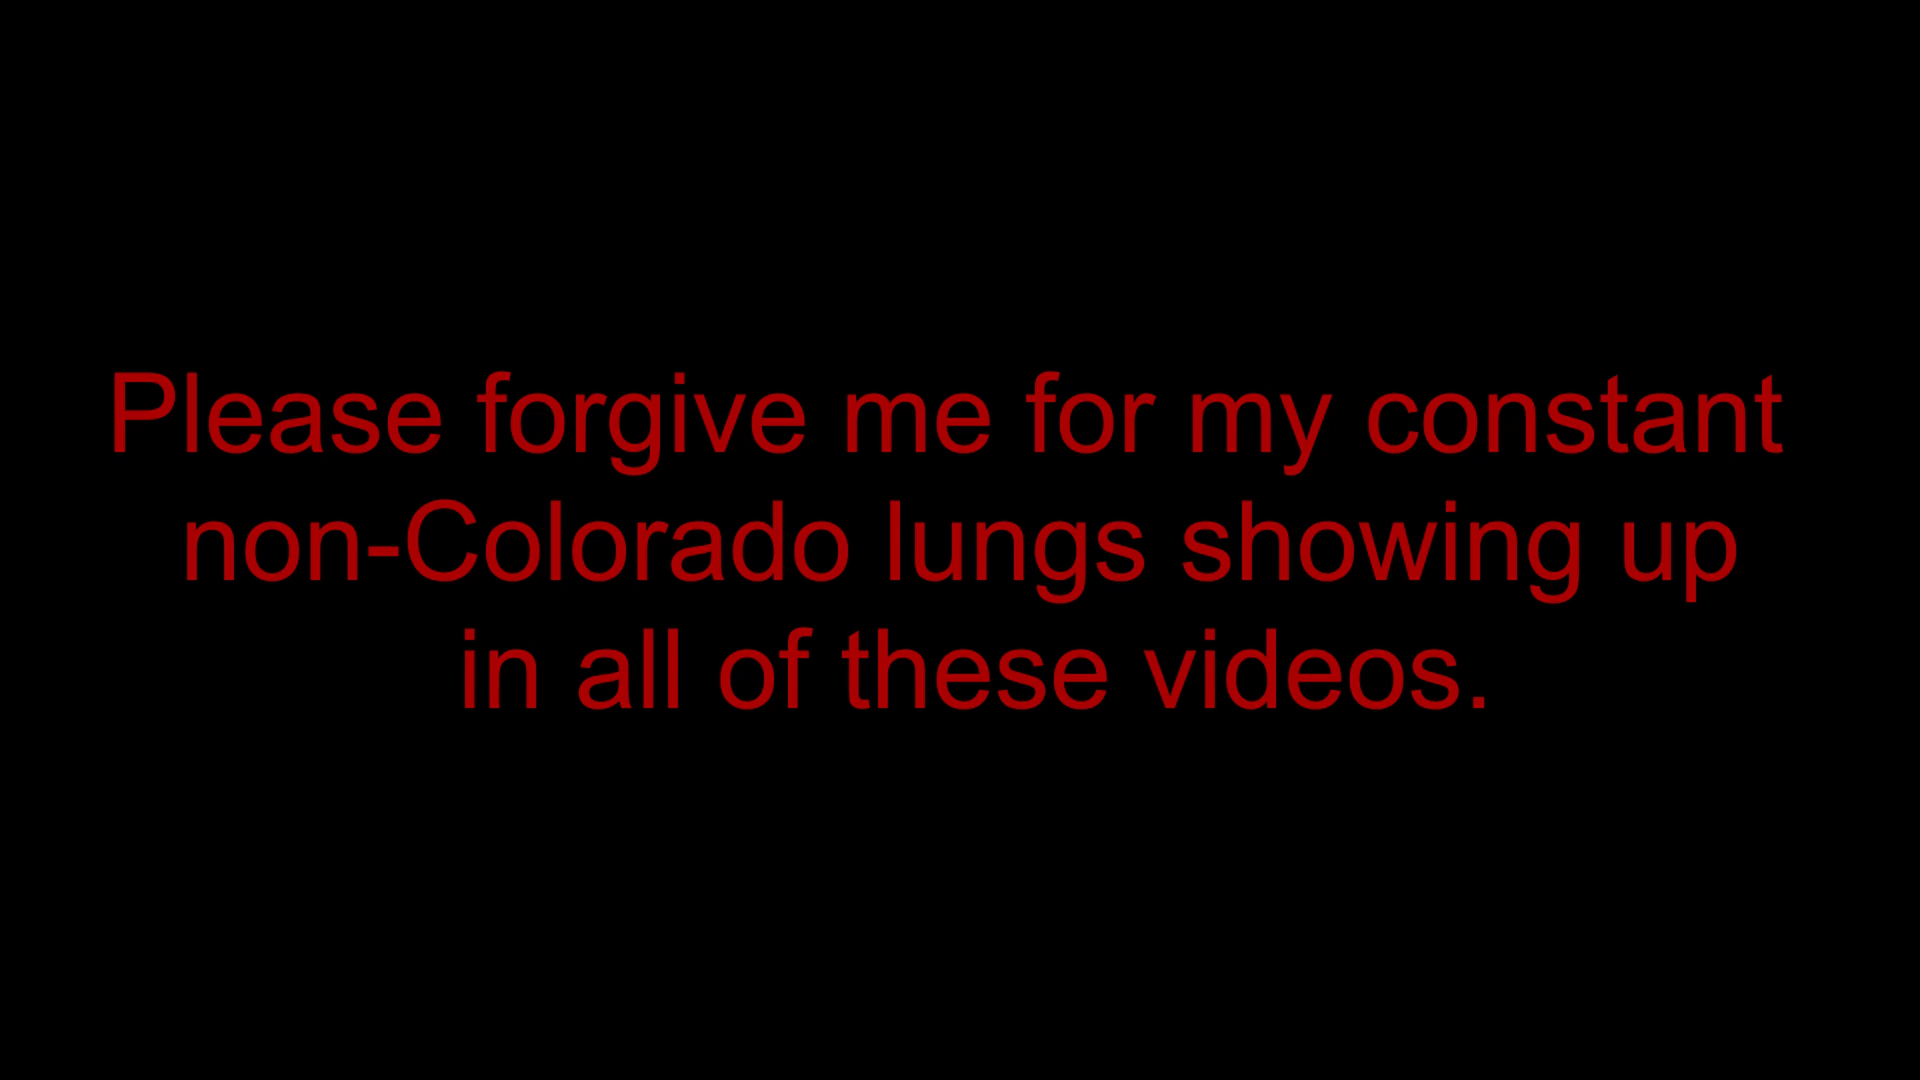 Please forgive me for my constant
non-Colorado lungs showing up
in all of these videos.